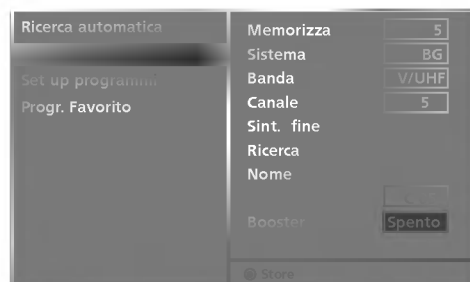 Ricerca automatica
Set up programmi
Progr. Favorito
Memorizza 5
Sistema BG
Banda V/UHF
Canale 5
Sint. fine
Ricerca
Nome
Booster Spento
Store